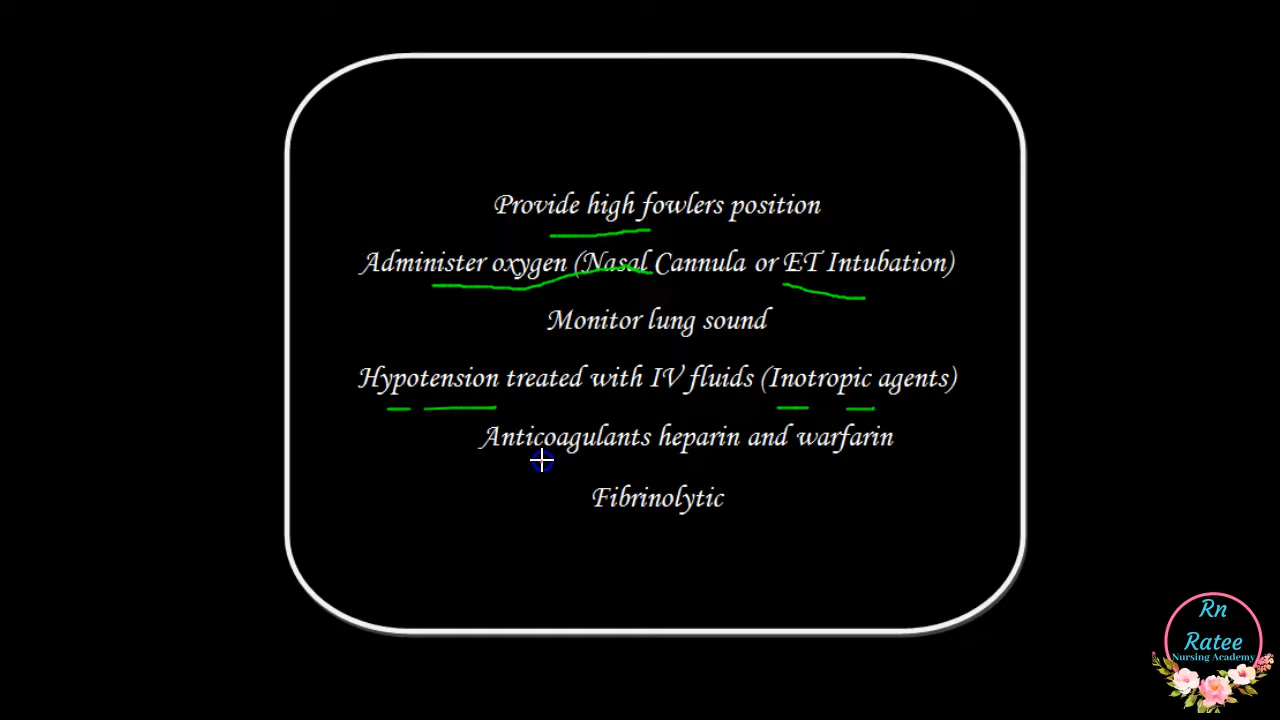 Provide high fowlers position
Administer oxygen (Nasal Cannula or ET Intubation)
Monitor lung sound
Hypotension treated with IV fluids (Inotropic agents)
Anticoagulants heparin and warfarin
Fibrinolytic
Rn
Ratee
Nursing Academy